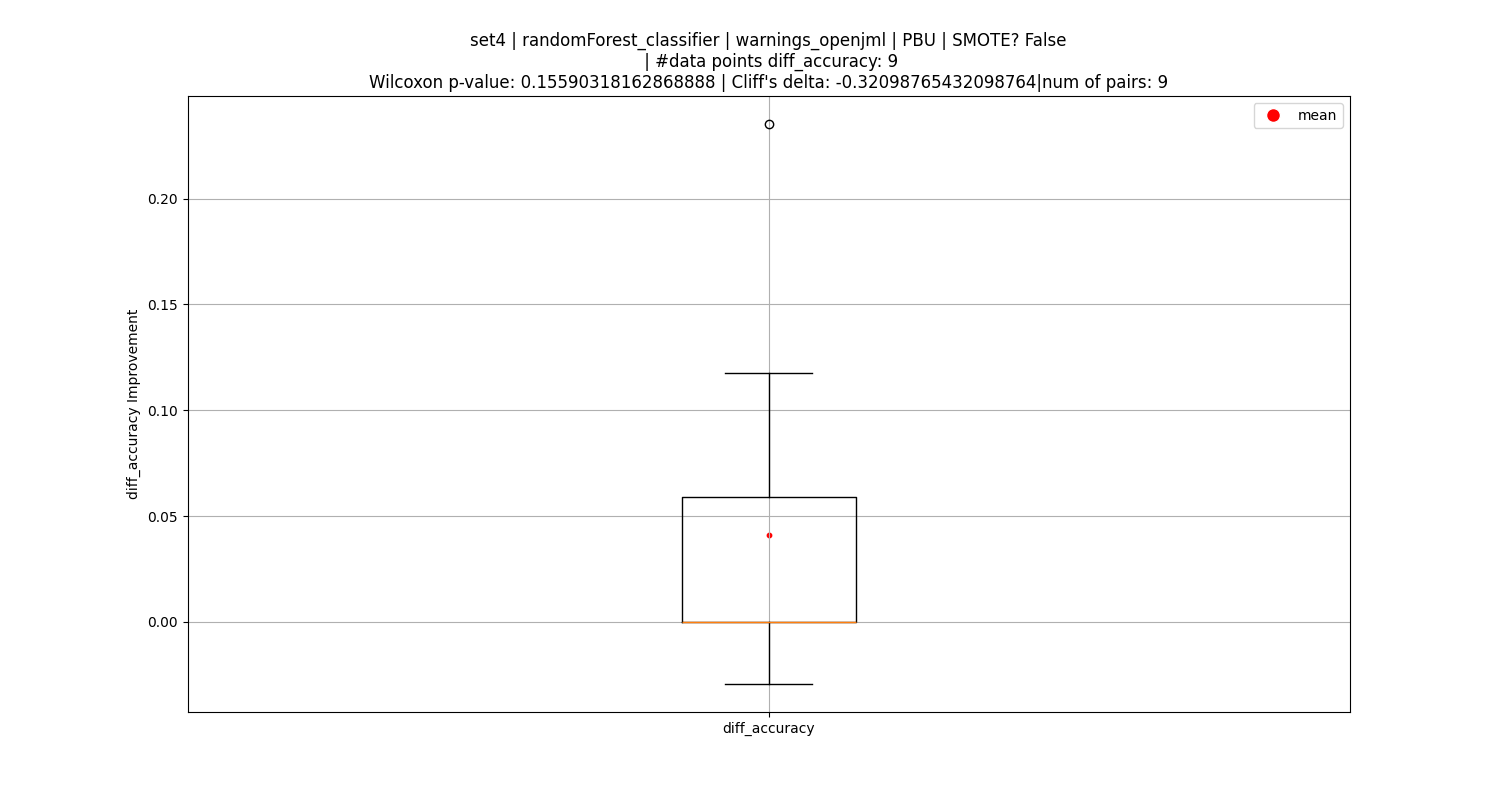 set4 | randomForest_classifier | warnings_openjml | PBU | SMOTE? False
| #data points diff_accuracy: 9
Wilcoxon p-value: 0.15590318162868888 | Cliff's delta: -0.32098765432098764|num of pairs: 9
mean
0.20
0.15
0.10
0.05
0.00
diff_accuracy Improvement
diff_accuracy